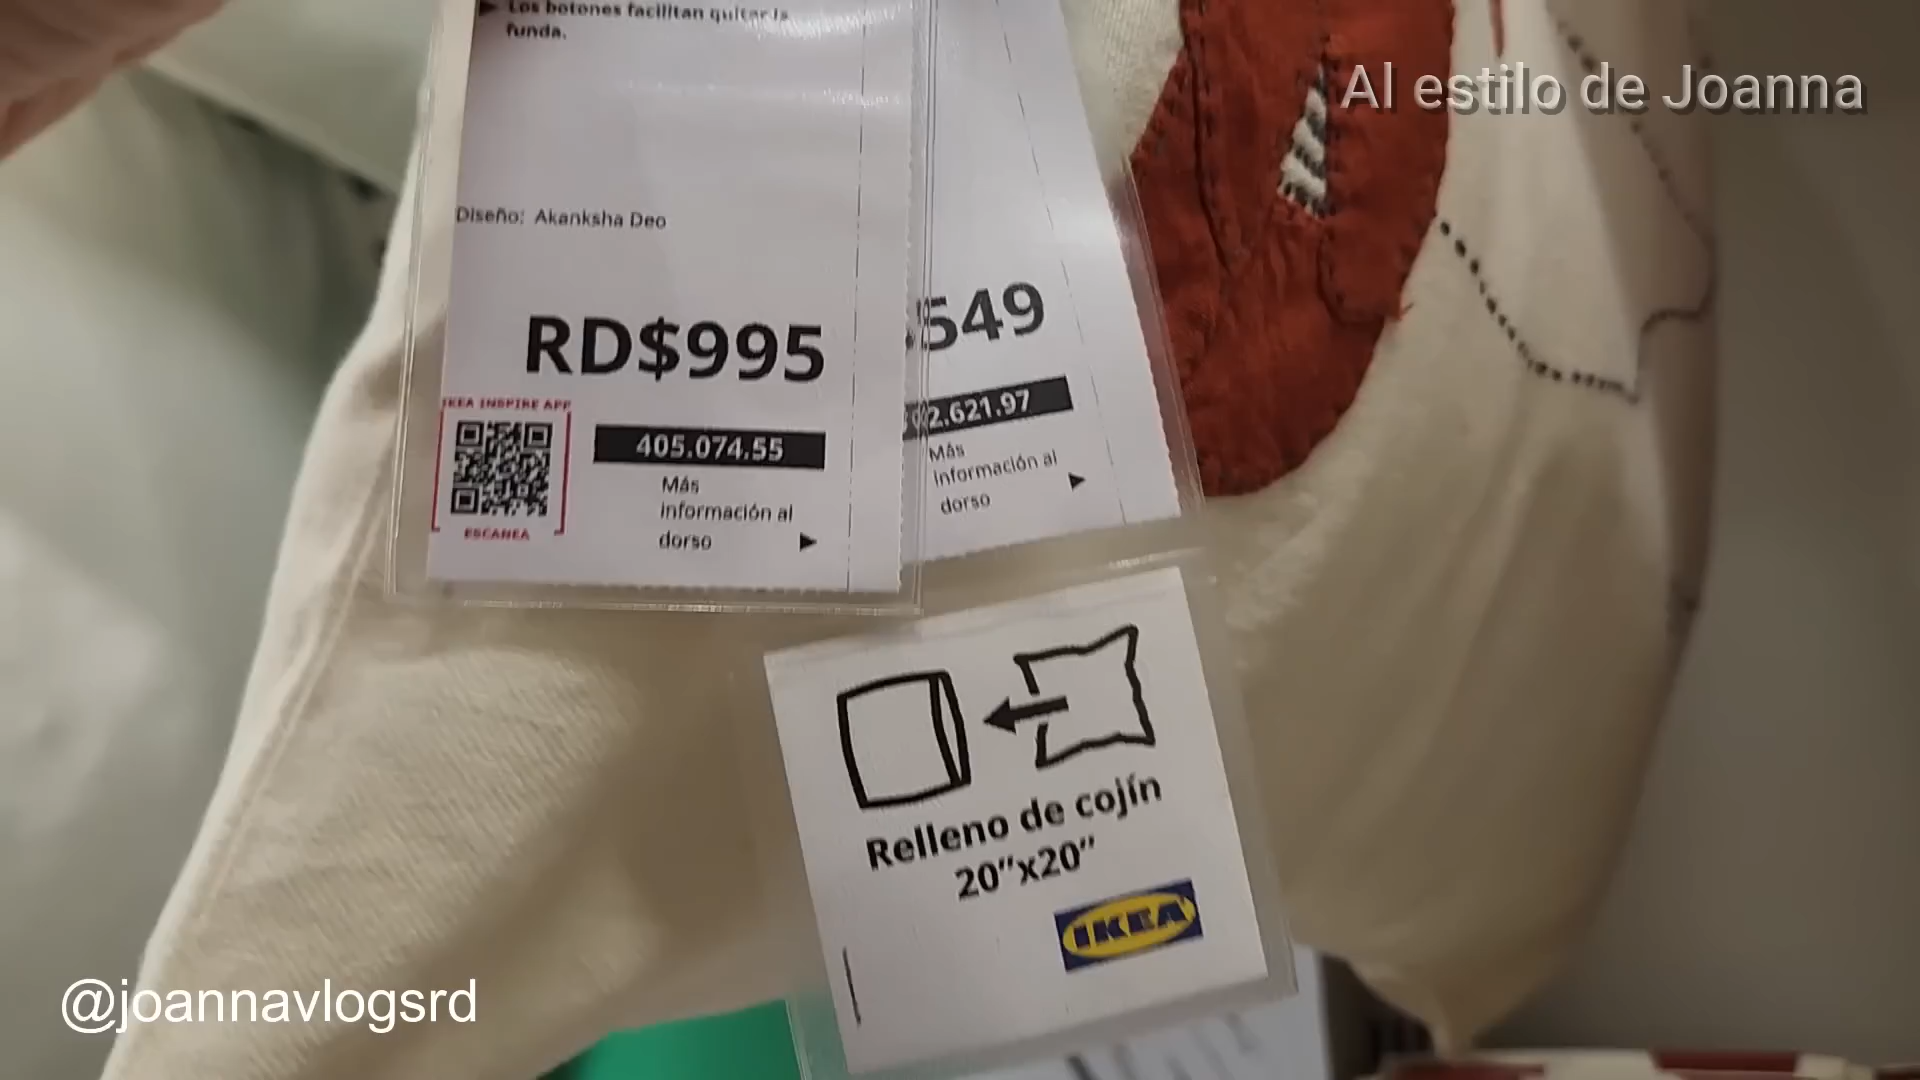 Los botones facilitan quitar la
funda.
Al estilo de Joanna
Diseño: Akanksha Deo
RD$995
549
IKEA INSPIRE APP
405.074.55
2.621.97
ESCANEA
Más
información al
dorso
Más
información al
dorso
Relleno de cojín
20”x20”
IKEA
@joannavlogsrd